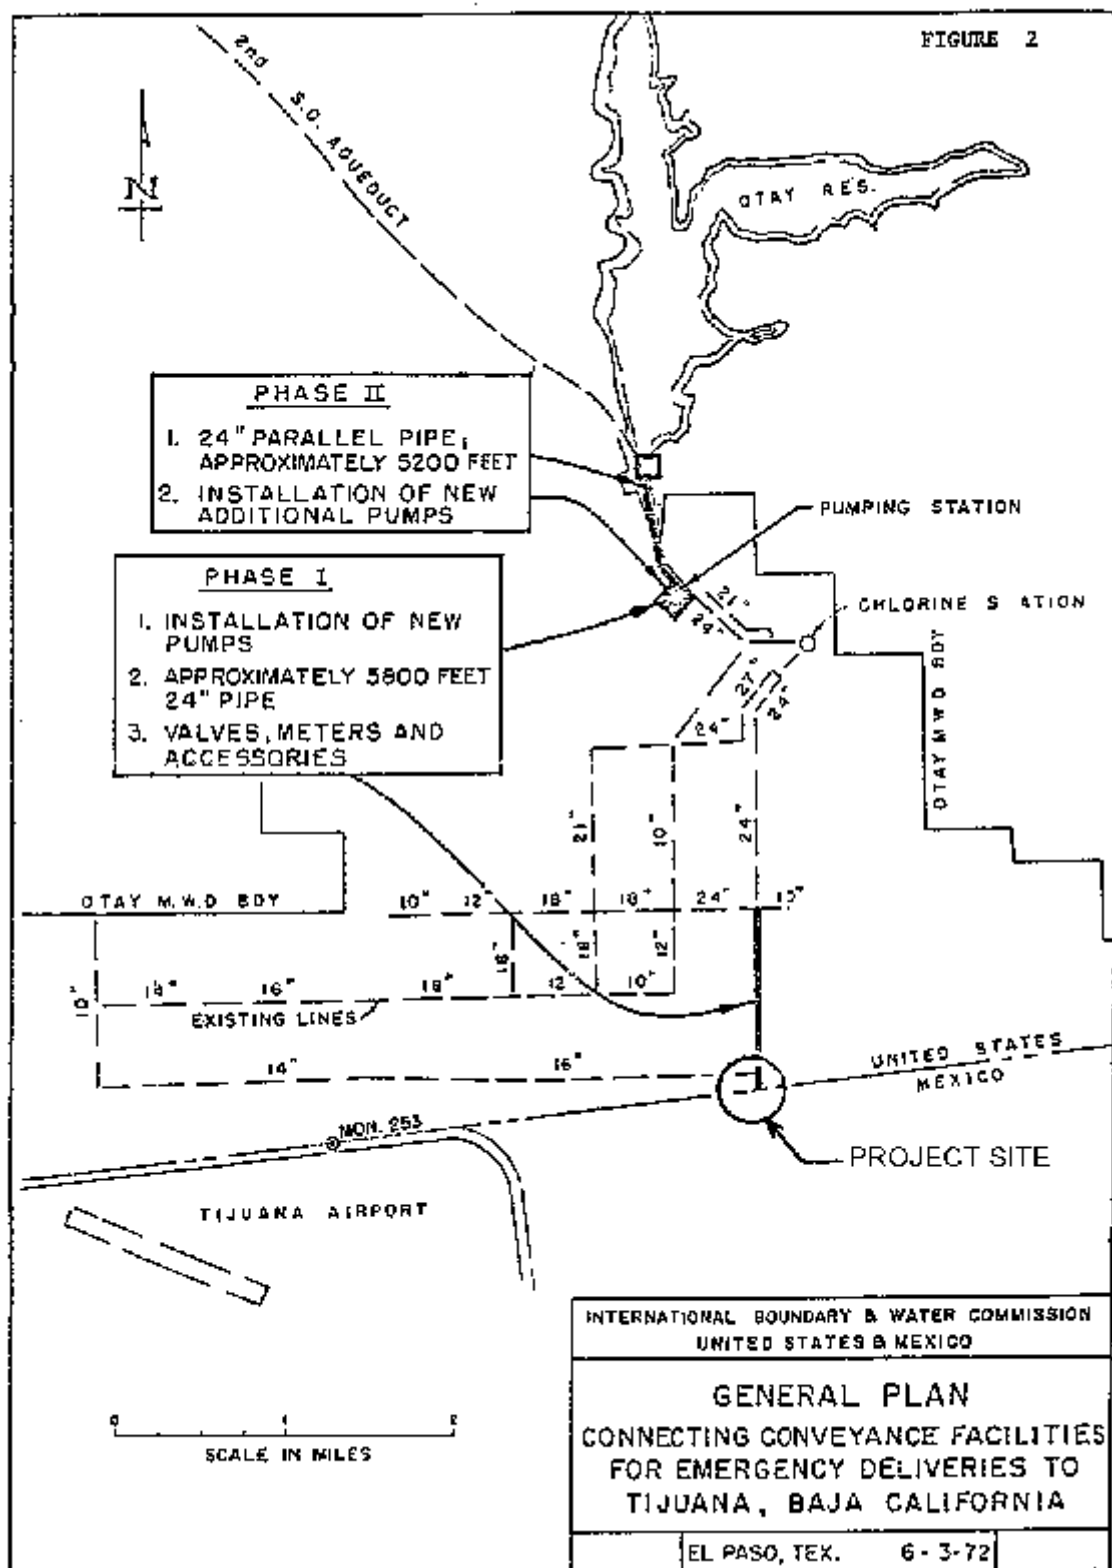 FIGURE 2
2nd S.D. AQUEDUCT
N
OTAY RES.
PHASE II
1. 24" PARALLEL PIPE,
APPROXIMATELY 5200 FEET
2. INSTALLATION OF NEW
ADDITIONAL PUMPS
PUMPING STATION
PHASE I
1. INSTALLATION OF NEW
PUMPS
2. APPROXIMATELY 5800 FEET
24" PIPE
3. VALVES, METERS AND
ACCESSORIES
21"
24"
CHLORINE S ATION
27"
24"
24"
OTAY M W D BDY
21"
10"
24"
OTAY M.W.D BDY
10" 12" 18" 18" 24"
18"
18"
12"
10"
14" 16" 18" 12 10"
EXISTING LINES
14" 16"
UNITED STATES
MEXICO
MON. 253
PROJECT SITE
TIJUANA AIRPORT
INTERNATIONAL BOUNDARY & WATER COMMISSION
UNITED STATES & MEXICO
GENERAL PLAN
CONNECTING CONVEYANCE FACILITIES
FOR EMERGENCY DELIVERIES TO
TIJUANA, BAJA CALIFORNIA
0 1 2
SCALE IN MILES
EL PASO, TEX. 6-3-72